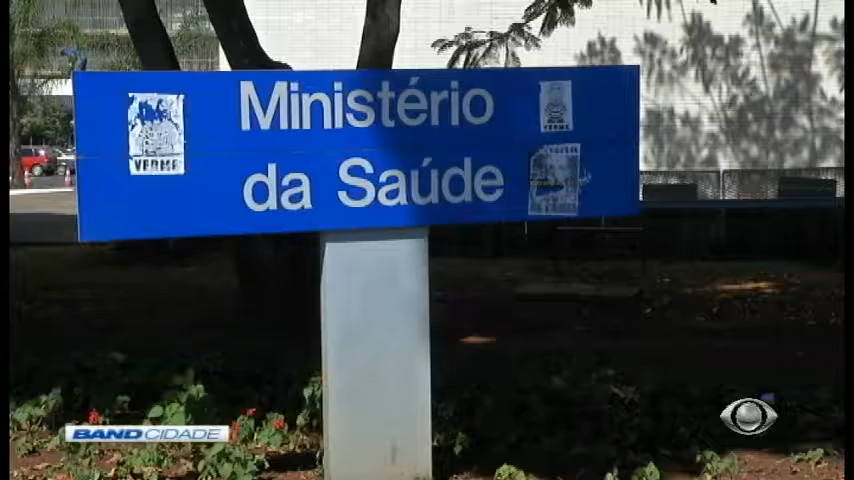 Ministério
da Saúde
VERME
VERME
BAND CIDADE